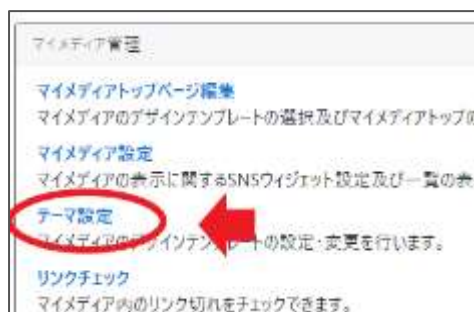 マイメディア管理
マイメディアトップページ編集
マイメディアのデザインテンプレートの選択及びマイメディアトップの
マイメディア設定
マイメディアの表示に関するSNSウィジェット設定及び一覧の表
テーマ設定
マイメディアのデザインテンプレートの設定・変更を行います。
リンクチェック
マイメディア内のリンク切れをチェックできます。